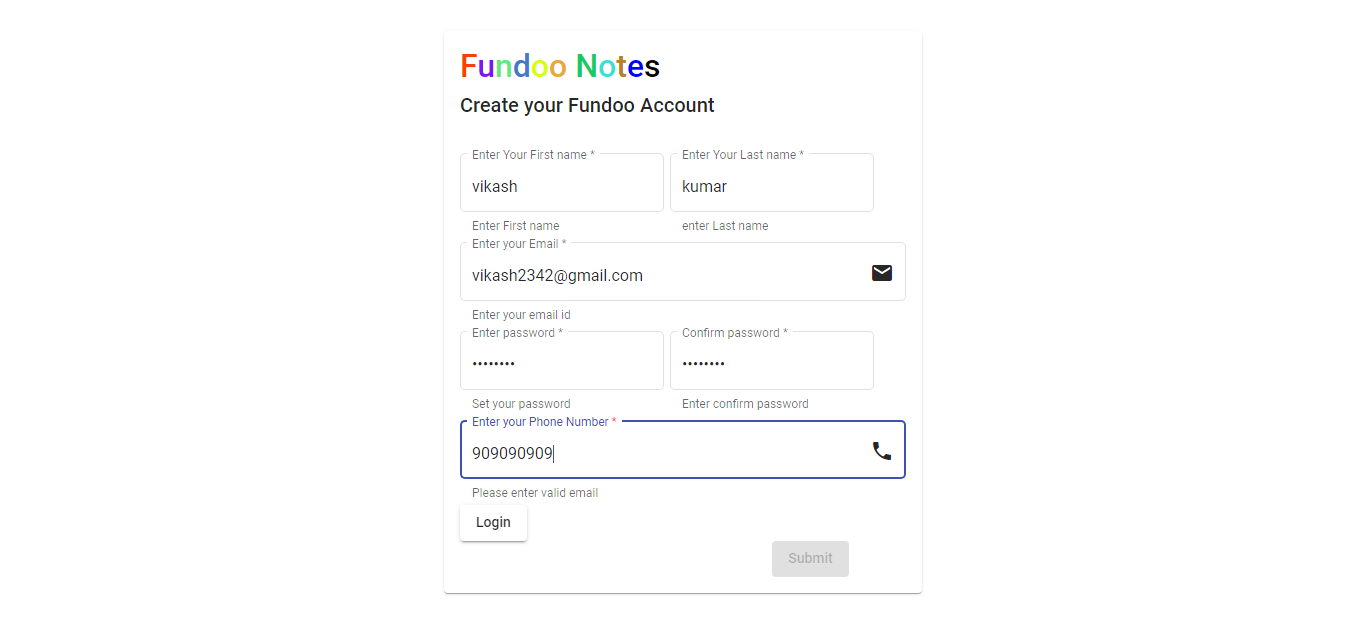 Fundoo Notes
Create your Fundoo Account
Enter Your First name * Enter Your Last name *
vikash kumar
Enter First name enter Last name
Enter your Email *
vikash2342@gmail.com
Enter your email id
Enter password * Confirm password *
•••••••• ••••••••
Set your password Enter confirm password
Enter your Phone Number *
909090909
Please enter valid email
Login
Submit